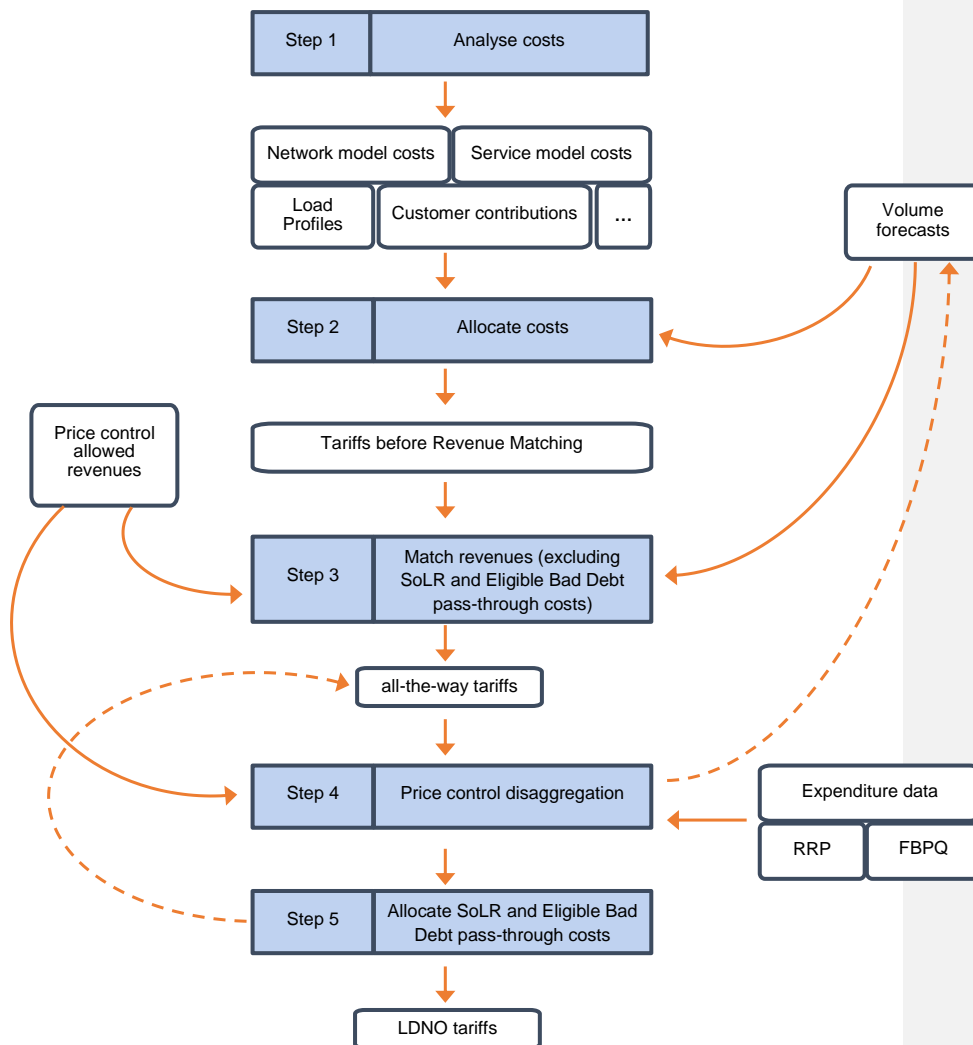 Step 1
Analyse costs
Network model costs
Service model costs
Load
Profiles
Customer contributions
...
Volume
forecasts
Step 2
Allocate costs
Price control
allowed
revenues
Tariffs before Revenue Matching
Step 3
Match revenues (excluding
SoLR and Eligible Bad Debt
pass-through costs)
all-the-way tariffs
Step 4
Price control disaggregation
Expenditure data
RRP
FBPQ
Step 5
Allocate SoLR and Eligible Bad
Debt pass-through costs
LDNO tariffs